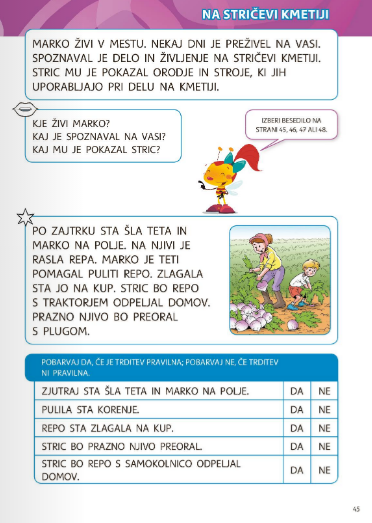 NA STRIČEVI KMETIJI
MARKO ŽIVI V MESTU. NEKAJ DNI JE PREŽIVEL NA VASI.
SPOZNAVAL JE DELO IN ŽIVLJENJE NA STRIČEVI KMETIJI.
STRIC MU JE POKAZAL ORODJE IN STROJE, KI JIH
UPORABLJAJO PRI DELU NA KMETIJI.
KJE ŽIVI MARKO?
KAJ JE SPOZNAVAL NA VASI?
KAJ MU JE POKAZAL STRIC?
IZBERI BESEDILO NA
STRANI 45, 46, 47 ALI 48.
PO ZAJTRKU STA ŠLA TETA IN
MARKO NA POLJE. NA NJIVI JE
RASLA REPA. MARKO JE TETI
POMAGAL PULITI REPO. ZLAGALA
STA JO NA KUP. STRIC BO REPO
S TRAKTORJEM ODPELJAL DOMOV.
PRAZNO NJIVO BO PREORAL
S PLUGOM.
POBARVAJ DA, ČE JE TRDITEV PRAVILNA; POBARVAJ NE, ČE TRDITEV
NI PRAVILNA.
ZJUTRAJ STA ŠLA TETA IN MARKO NA POLJE. DA NE
PULILA STA KORENJE. DA NE
REPO STA ZLAGALA NA KUP. DA NE
STRIC BO PRAZNO NJIVO PREORAL. DA NE
STRIC BO REPO S SAMOKOLNICO ODPELJAL
DOMOV. DA NE
45